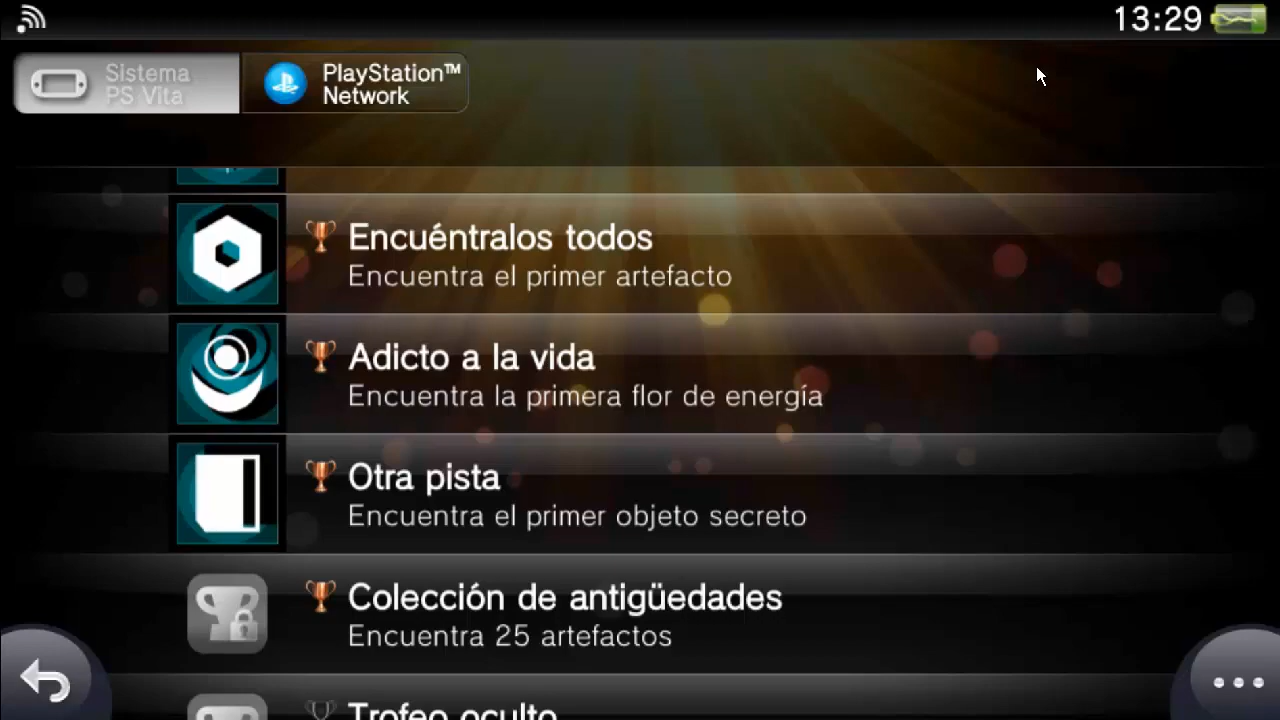 13:29
Sistema
PS Vita
PlayStation™
Network
Encuéntralos todos
Encuentra el primer artefacto
Adicto a la vida
Encuentra la primera flor de energía
Otra pista
Encuentra el primer objeto secreto
Colección de antigüedades
Encuentra 25 artefactos
Trofeo oculto